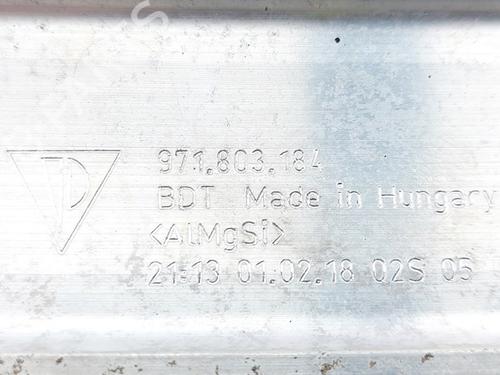 971.803.184
BDT Made in Hungary
<AlMgSi>
21:13 01.02.18 02S 05